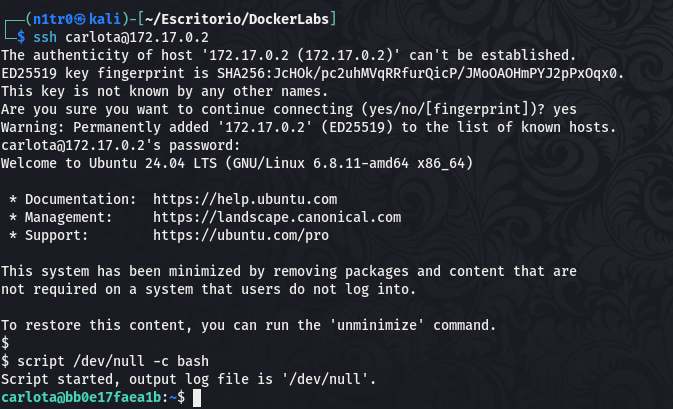 ┌──(n1tr0㉿kali)-[~/Escritorio/DockerLabs]
└─$ ssh carlota@172.17.0.2
The authenticity of host '172.17.0.2 (172.17.0.2)' can't be established.
ED25519 key fingerprint is SHA256:JcHOk/pc2uhMVqRRfurQicP/JMoOAOHmPYJ2pPxOqx0.
This key is not known by any other names.
Are you sure you want to continue connecting (yes/no/[fingerprint])? yes
Warning: Permanently added '172.17.0.2' (ED25519) to the list of known hosts.
carlota@172.17.0.2's password:
Welcome to Ubuntu 24.04 LTS (GNU/Linux 6.8.11-amd64 x86_64)

 * Documentation:  https://help.ubuntu.com
 * Management:     https://landscape.canonical.com
 * Support:        https://ubuntu.com/pro

This system has been minimized by removing packages and content that are
not required on a system that users do not log into.

To restore this content, you can run the 'unminimize' command.
$
$ script /dev/null -c bash
Script started, output log file is '/dev/null'.
carlota@bb0e17faea1b:~$